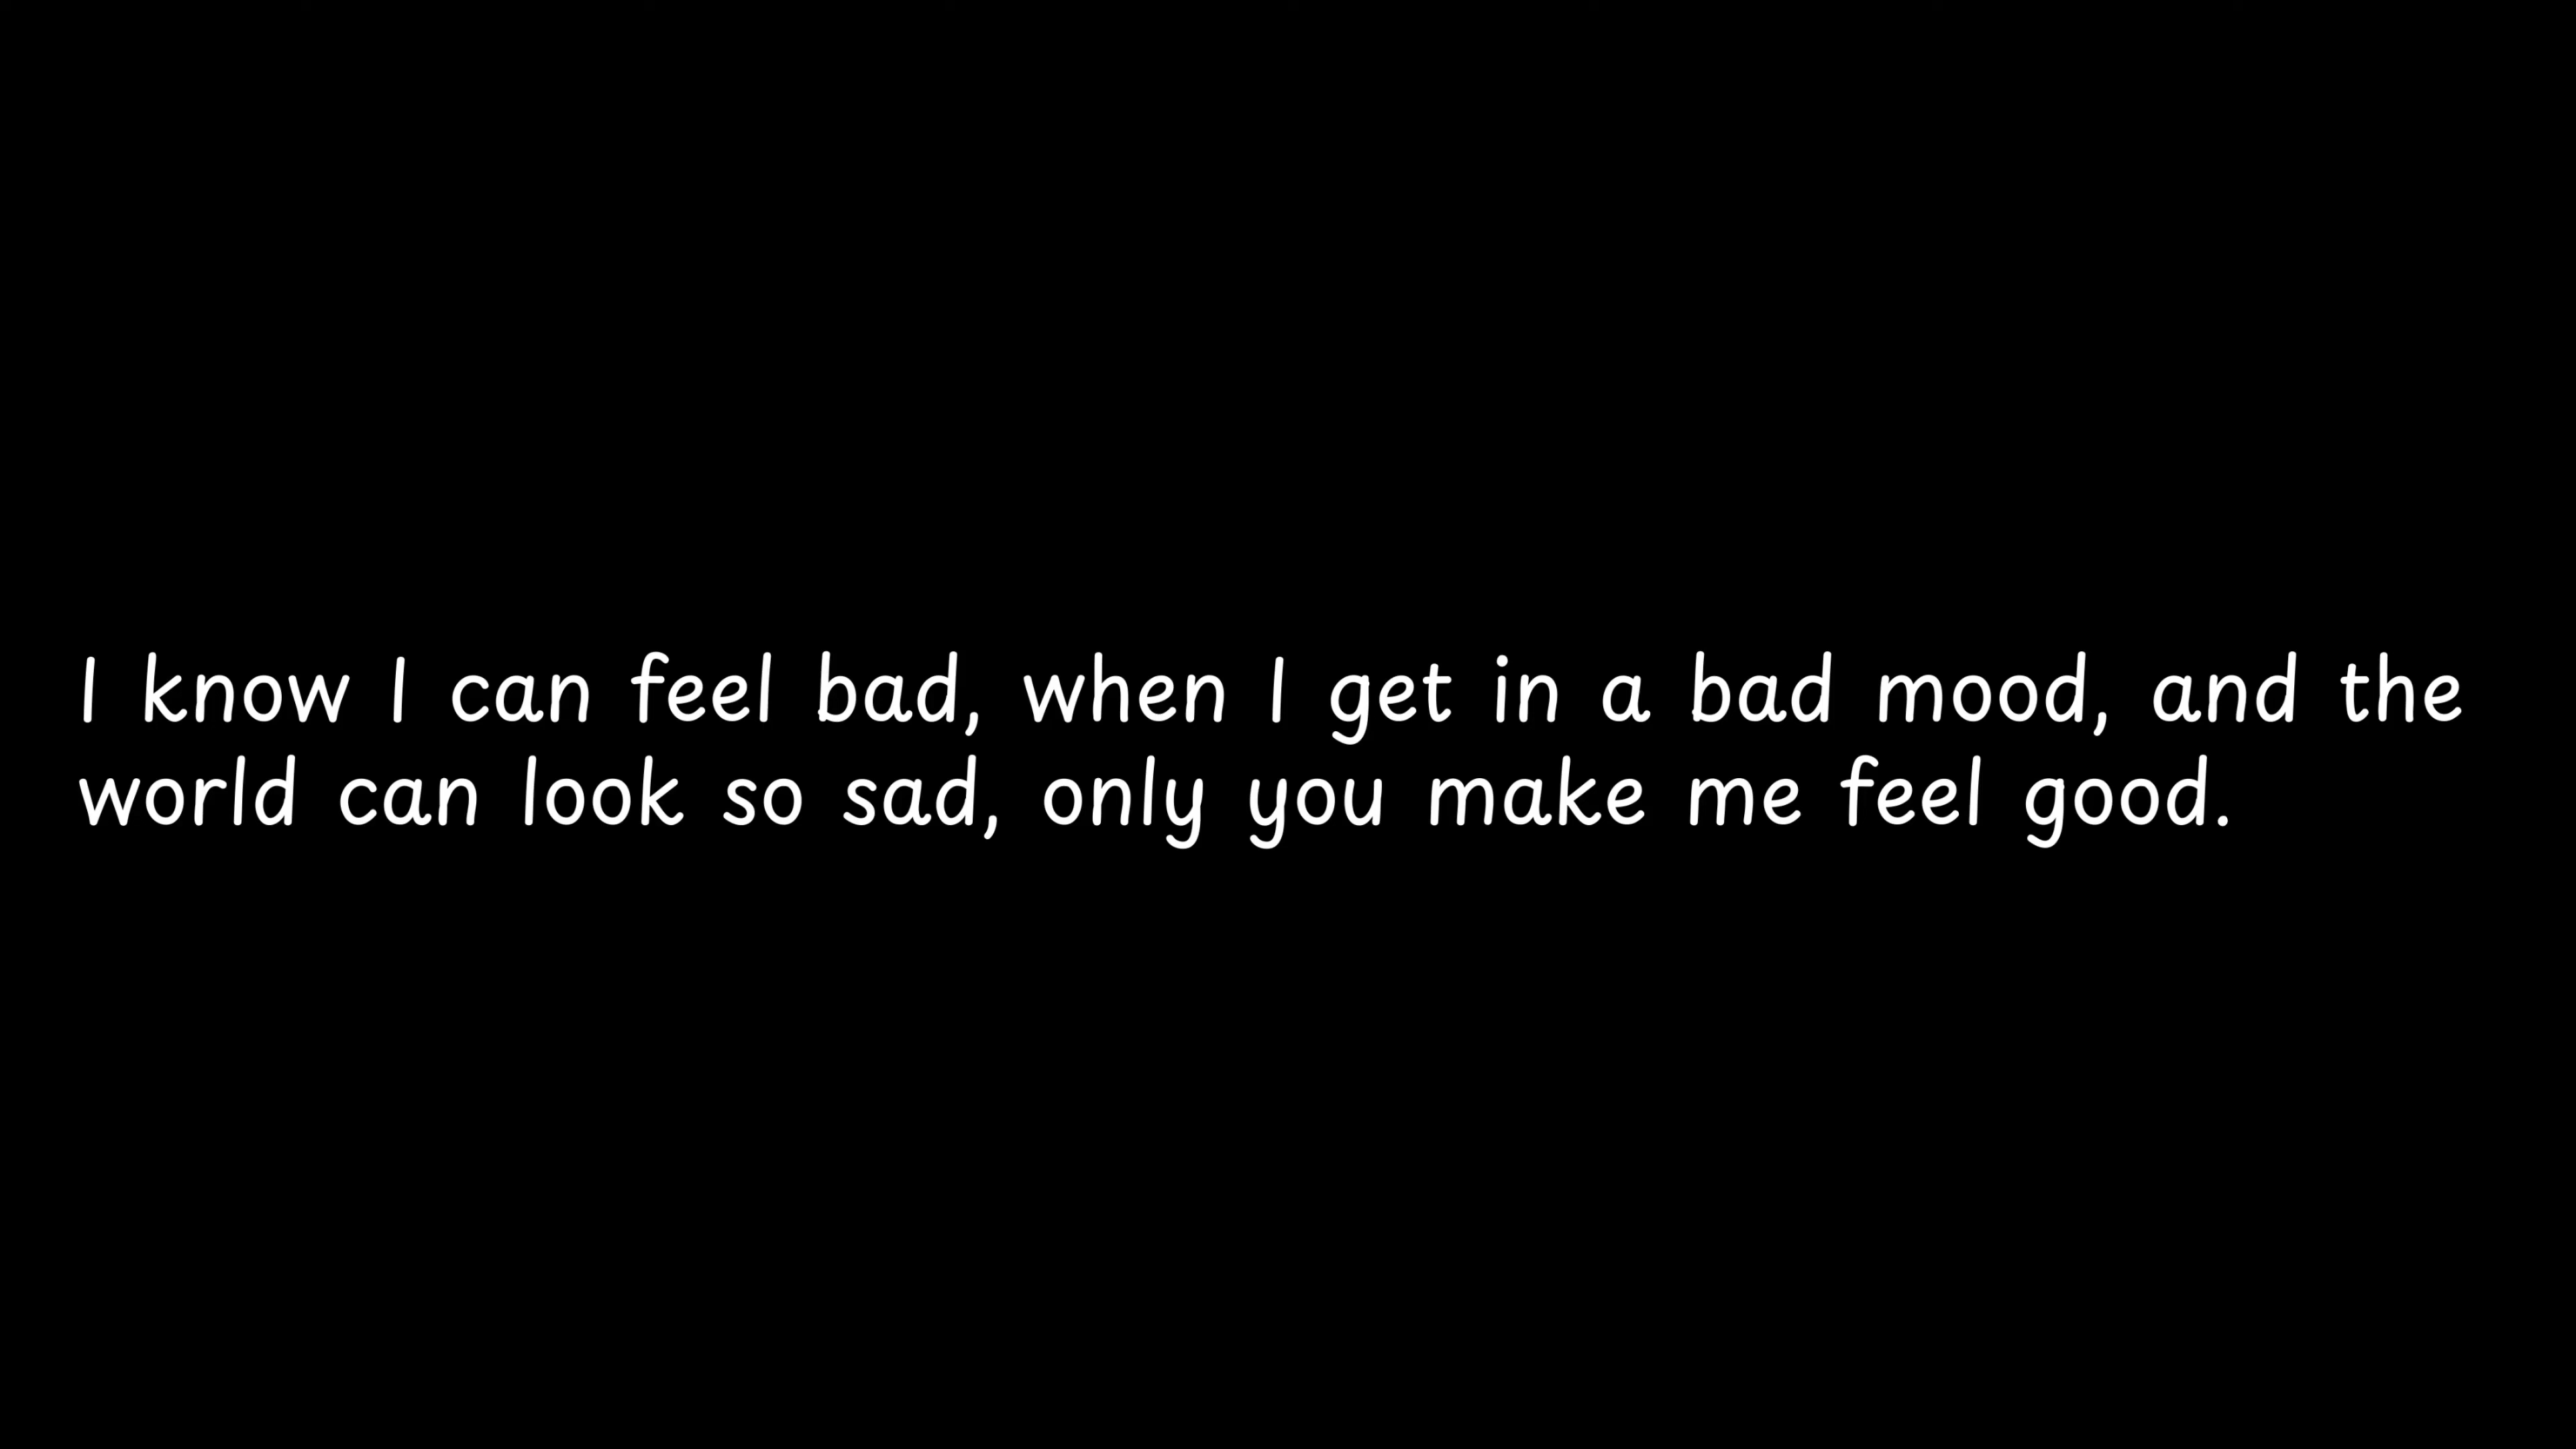 I know I can feel bad, when I get in a bad mood, and the
world can look so sad, only you make me feel good.